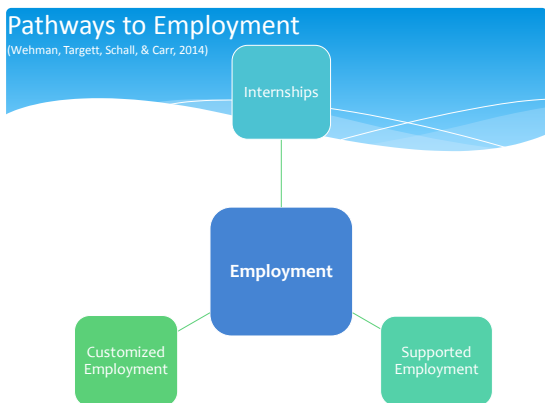 Pathways to Employment
(Wehman, Targett, Schall, & Carr, 2014)
Internships
Employment
Customized
Employment
Supported
Employment